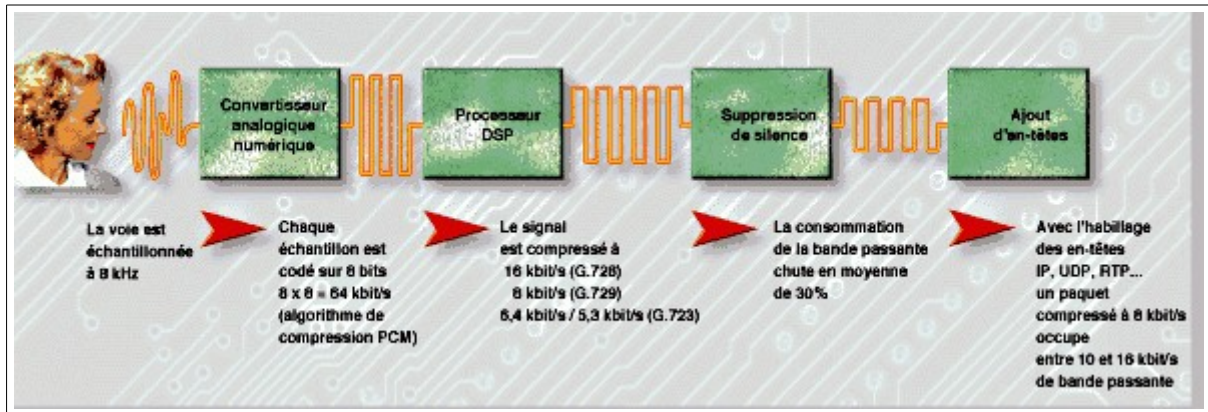 Convertisseur
analogique
numérique
Processeur
DSP
Suppression
de silence
Ajout
d'en-têtes
La voie est
échantillonnée
à 8 kHz
Chaque
échantillon est
codé sur 8 bits
8 x 8 = 64 kbit/s
(algorithme de
compression PCM)
Le signal
est compressé à
16 kbit/s (G.728)
8 kbit/s (G.729)
6,4 kbit/s / 5,3 kbit/s (G.723)
La consommation
de la bande passante
chute en moyenne
de 30%
Avec l'habillage
des en-têtes
IP, UDP, RTP...
un paquet
compressé à 8 kbit/s
occupe
entre 10 et 16 kbit/s
de bande passante